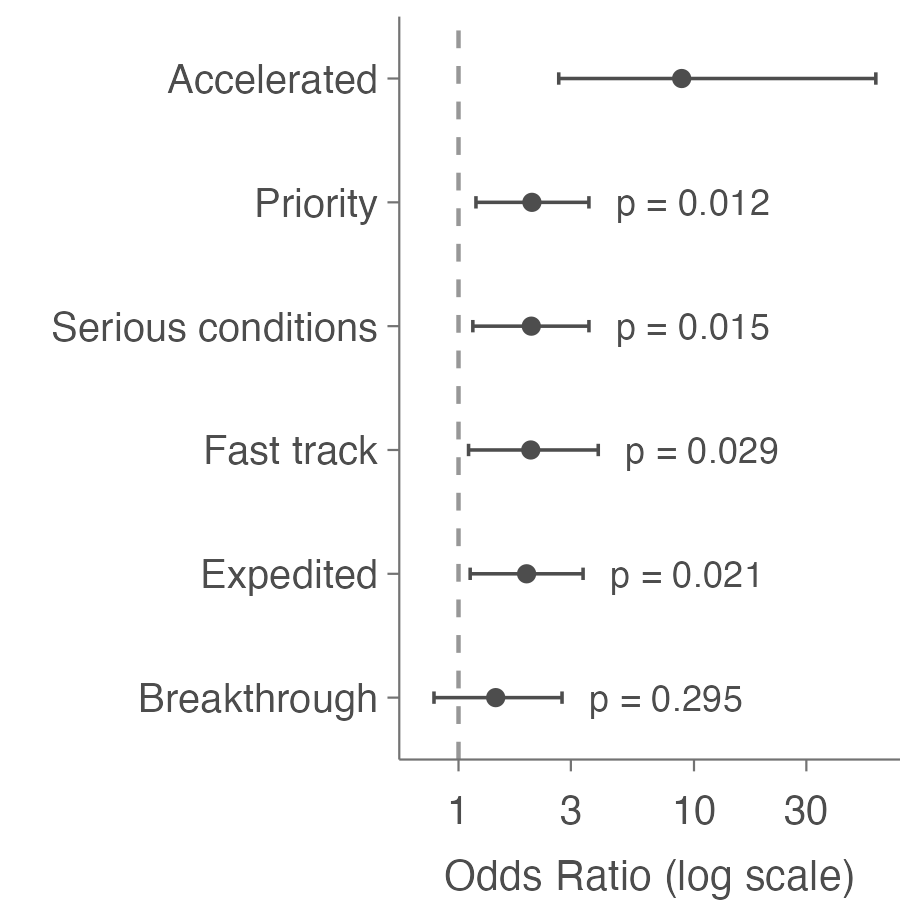 Accelerated
Priority p = 0.012
Serious conditions p = 0.015
Fast track p = 0.029
Expedited p = 0.021
Breakthrough p = 0.295
1 3 10 30
Odds Ratio (log scale)